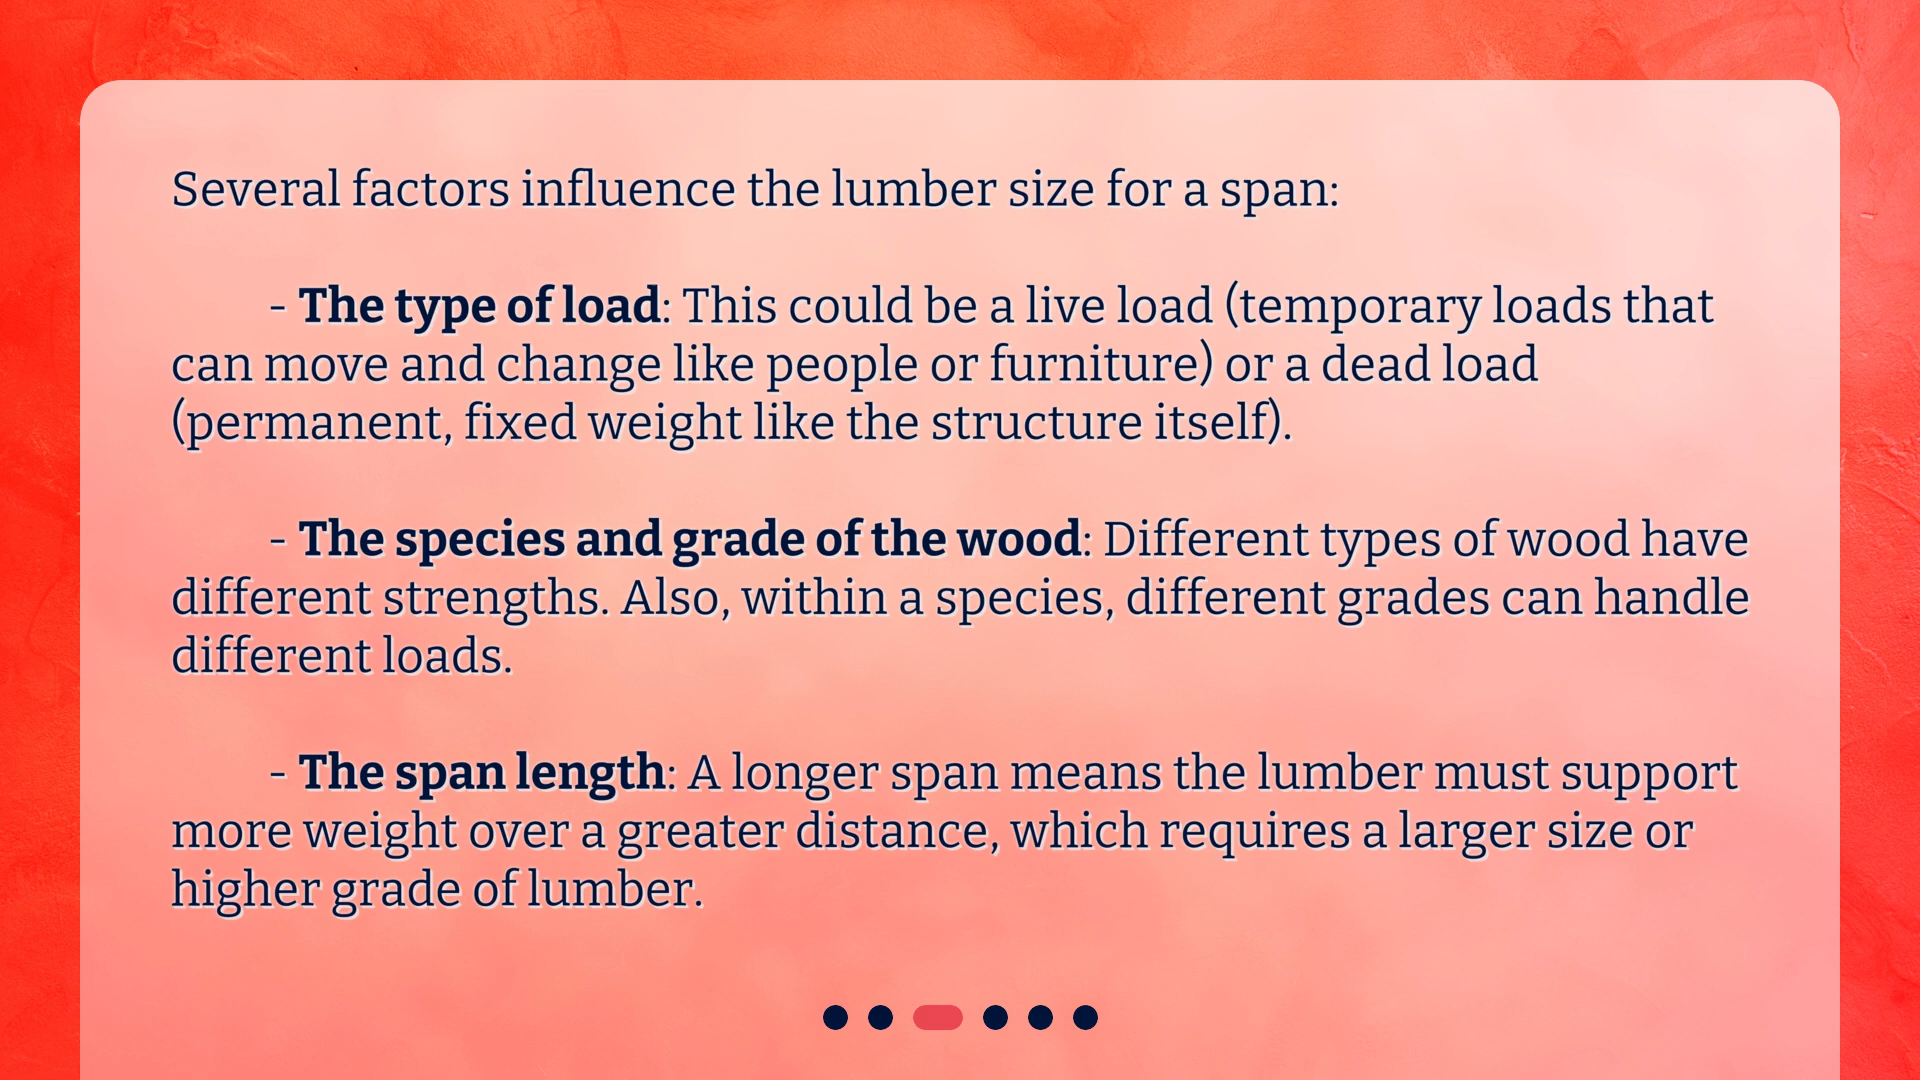 Several factors influence the lumber size for a span:
- The type of load: This could be a live load (temporary loads that
can move and change like people or furniture) or a dead load
(permanent, fixed weight like the structure itself).
- The species and grade of the wood: Different types of wood have
different strengths. Also, within a species, different grades can handle
different loads.
- The span length: A longer span means the lumber must support
more weight over a greater distance, which requires a larger size or
higher grade of lumber.